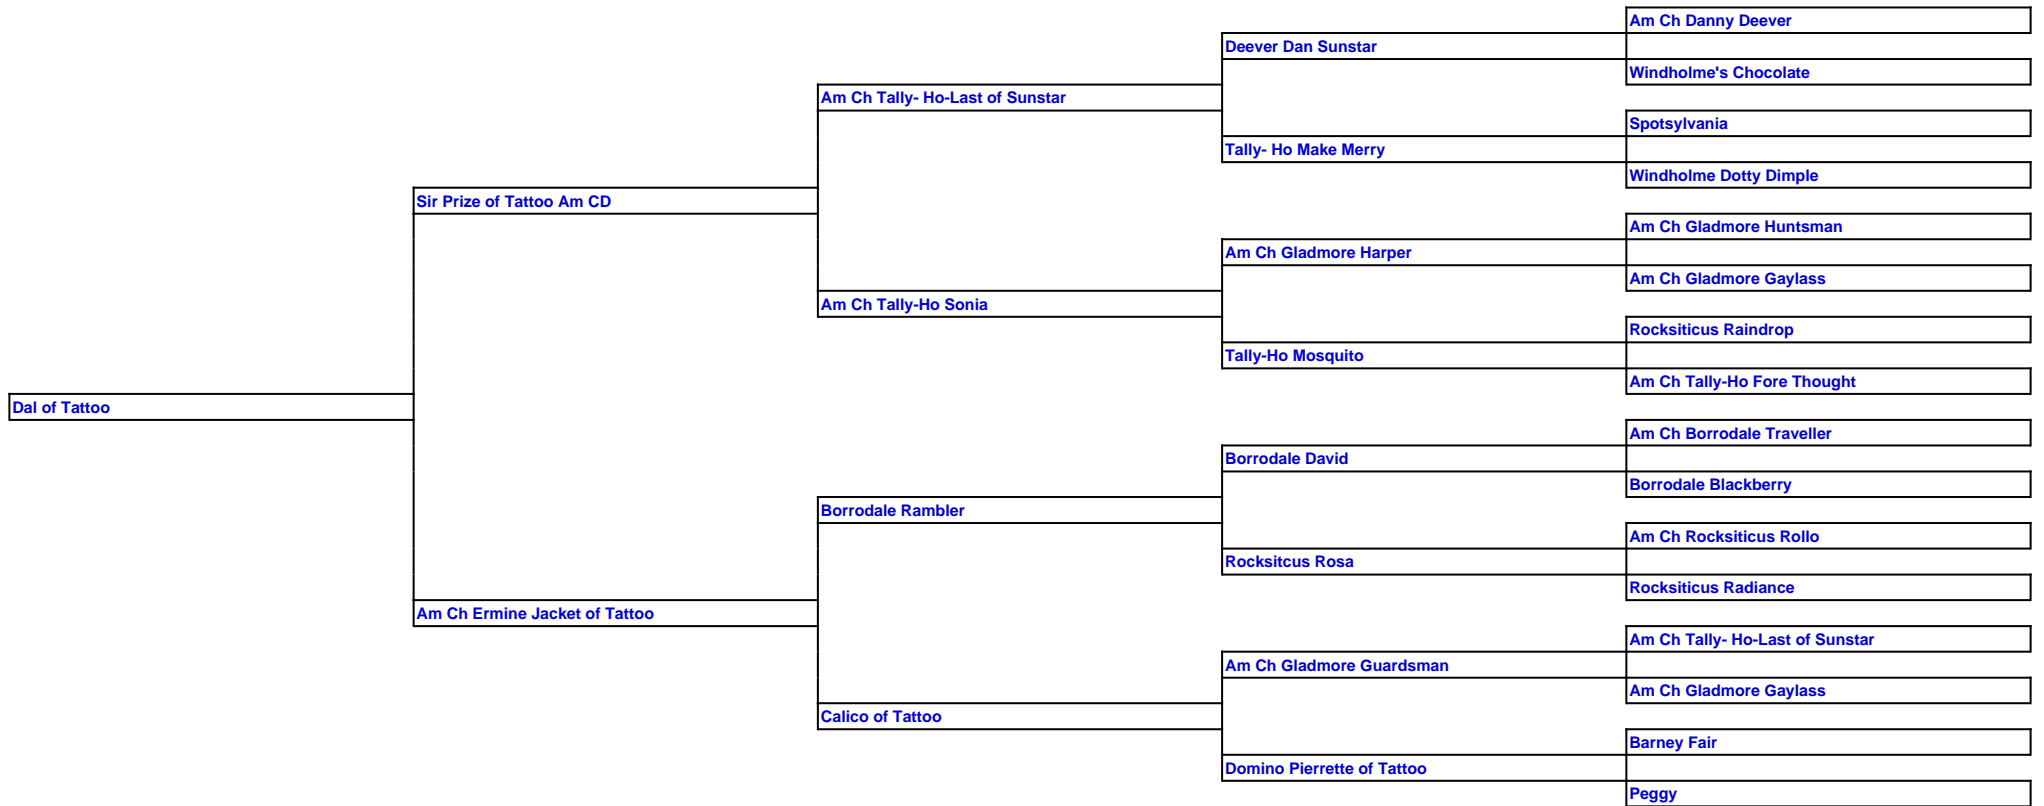 Am Ch Danny Deever
Deever Dan Sunstar
Windholme's Chocolate
Am Ch Tally- Ho-Last of Sunstar
Spotsylvania
Tally- Ho Make Merry
Windholme Dotty Dimple
Sir Prize of Tattoo Am CD
Am Ch Gladmore Huntsman
Am Ch Gladmore Harper
Am Ch Gladmore Gaylass
Am Ch Tally-Ho Sonia
Rocksiticus Raindrop
Tally-Ho Mosquito
Am Ch Tally-Ho Fore Thought
Dal of Tattoo
Am Ch Borrodale Traveller
Borrodale David
Borrodale Blackberry
Borrodale Rambler
Am Ch Rocksiticus Rollo
Rocksitcus Rosa
Rocksiticus Radiance
Am Ch Ermine Jacket of Tattoo
Am Ch Tally- Ho-Last of Sunstar
Am Ch Gladmore Guardsman
Am Ch Gladmore Gaylass
Calico of Tattoo
Barney Fair
Domino Pierrette of Tattoo
Peggy